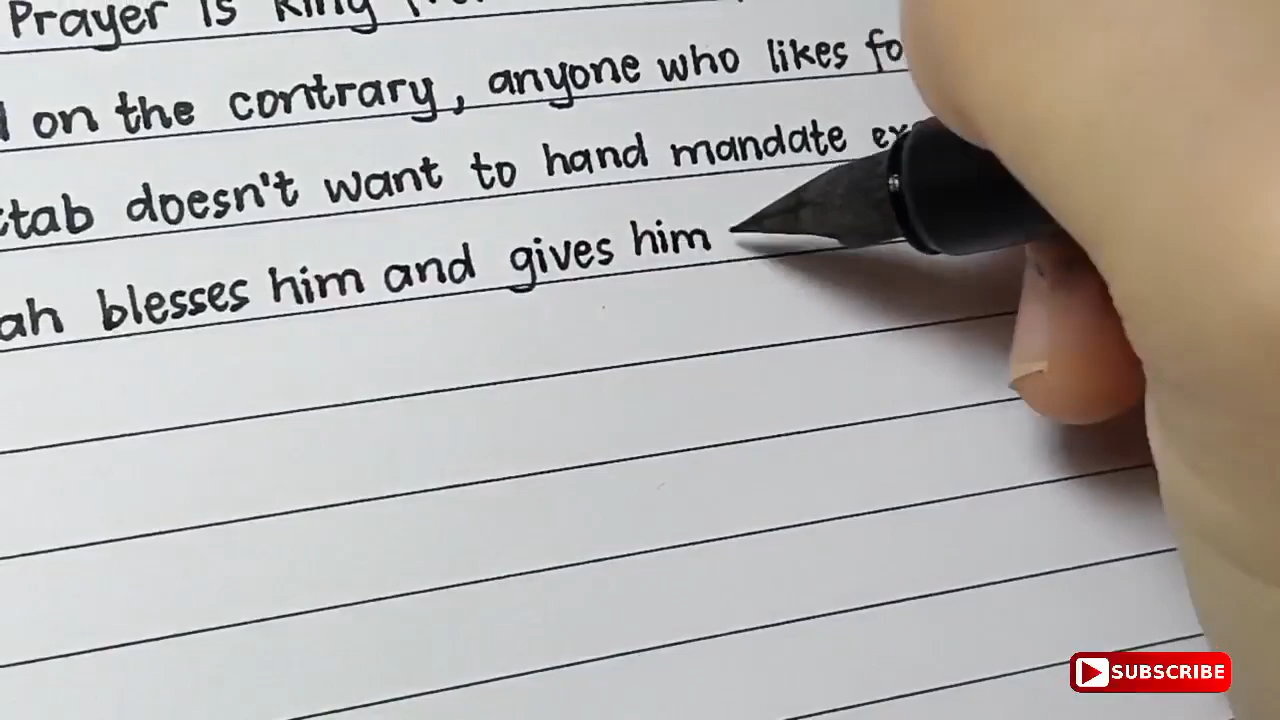 Prayer is king
on the contrary, anyone who likes
doesn't want to hand mandate
blesses him and gives him
SUBSCRIBE